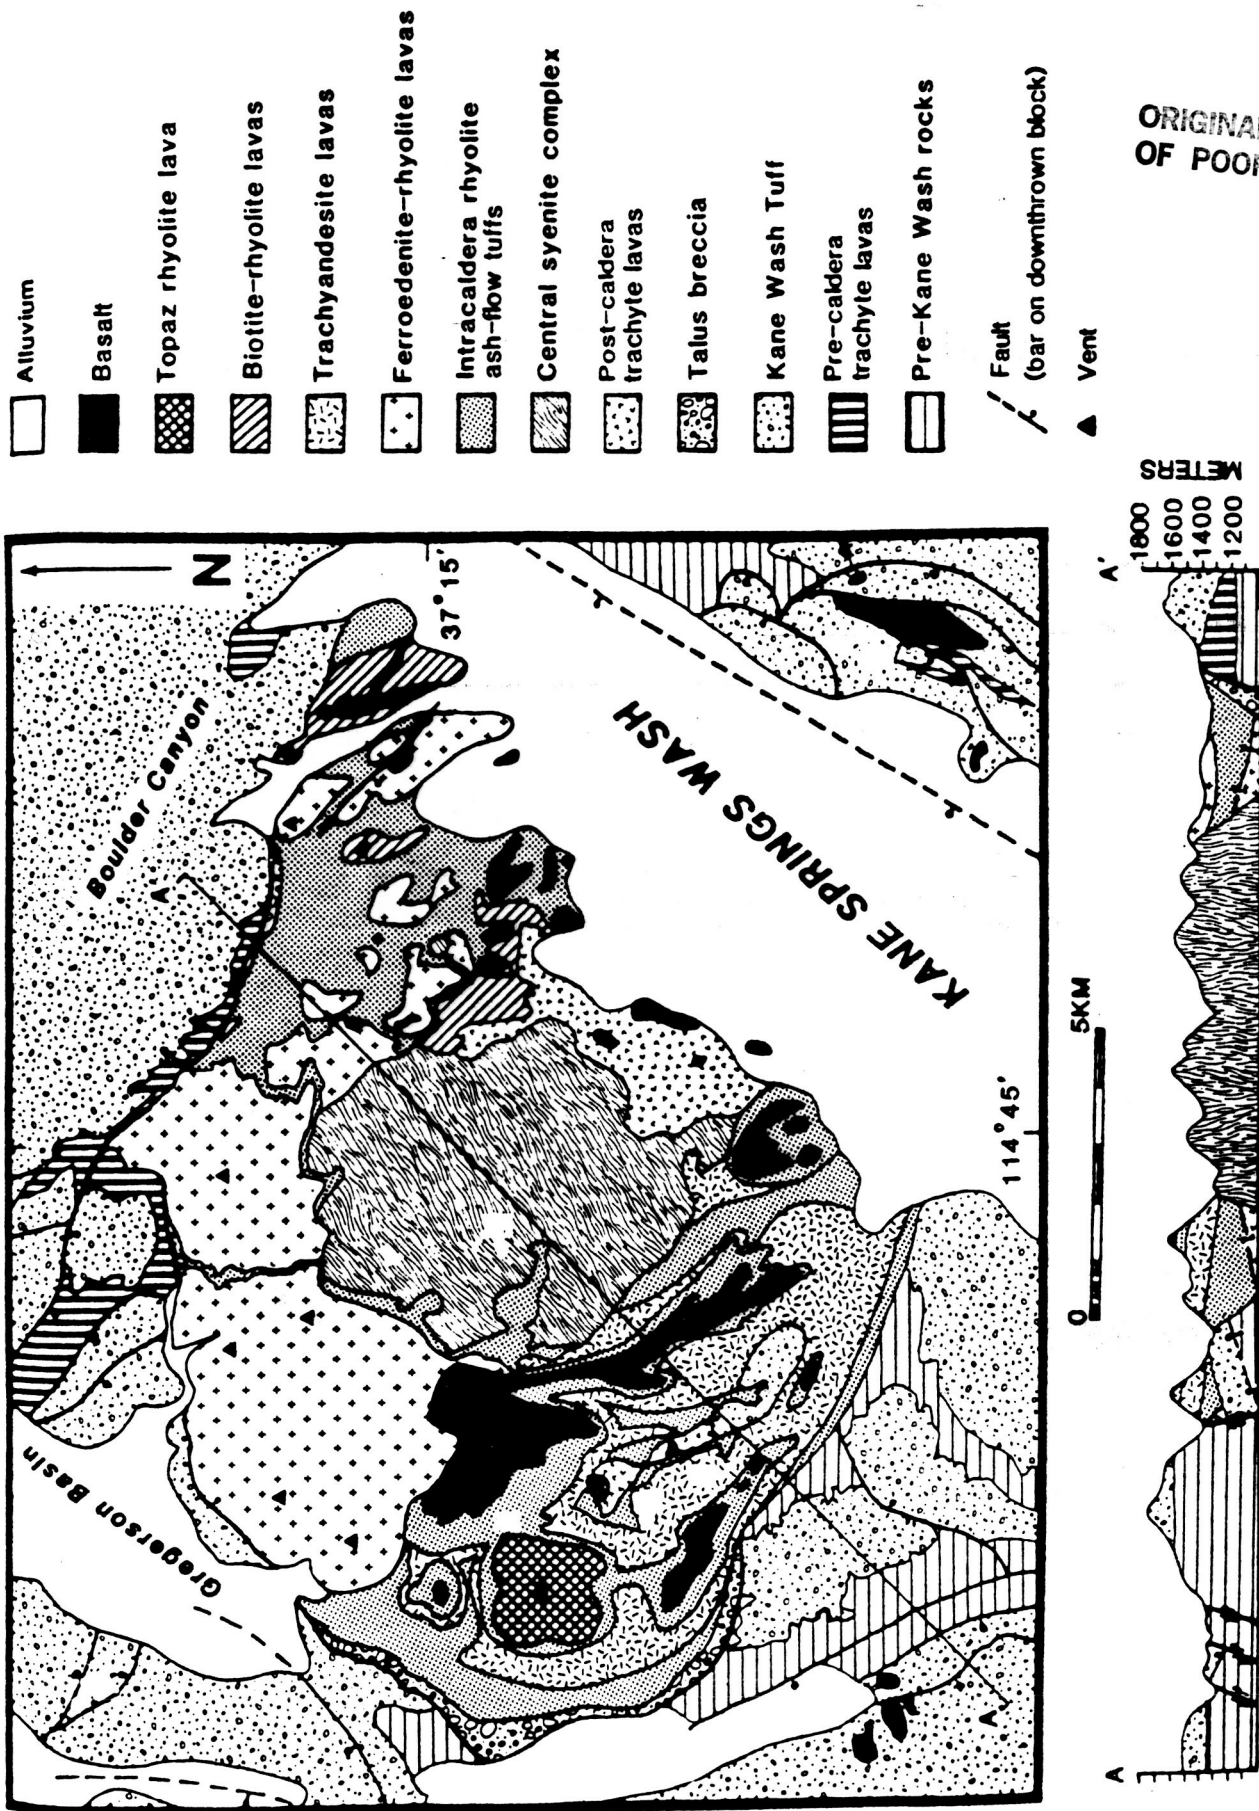 Alluvium
Basalt
Topaz rhyolite lava
Biotite-rhyolite lavas
Trachyandesite lavas
Ferroedenite-rhyolite lavas
Intracaldera rhyolite
ash-flow tuffs
Central syenite complex
Post-caldera
trachyte lavas
Talus breccia
Kane Wash Tuff
Pre-caldera
trachyte lavas
Pre-Kane Wash rocks
Fault
(bar on downthrown block)
Vent
ORIGINA
OF POO
N
37°15'
Boulder Canyon
A
KANE SPRINGS WASH
Gregerson Basin
A
114°45'
0
5KM
A
A'
1800
1600
1400
1200
METERS